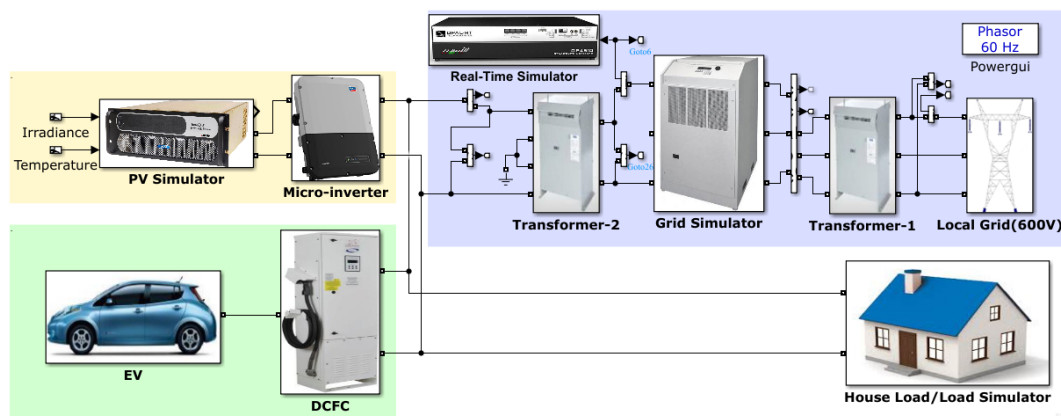 Phasor
60 Hz
Powergui
Goto6
Real-Time Simulator
Irradiance
Temperature
PV Simulator
Micro-inverter
Goto26
Transformer-2
Grid Simulator
Transformer-1
Local Grid(600V)
EV
DCFC
House Load/Load Simulator